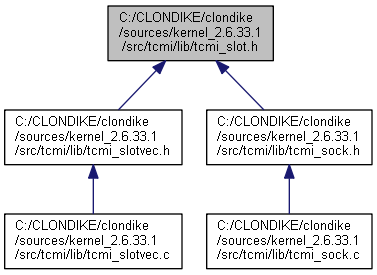 C:/CLONDIKE/clondike
/sources/kernel_2.6.33.1
/src/tcmi/lib/tcmi_slot.h
C:/CLONDIKE/clondike
/sources/kernel_2.6.33.1
/src/tcmi/lib/tcmi_slotvec.h
C:/CLONDIKE/clondike
/sources/kernel_2.6.33.1
/src/tcmi/lib/tcmi_sock.h
C:/CLONDIKE/clondike
/sources/kernel_2.6.33.1
/src/tcmi/lib/tcmi_slotvec.c
C:/CLONDIKE/clondike
/sources/kernel_2.6.33.1
/src/tcmi/lib/tcmi_sock.c